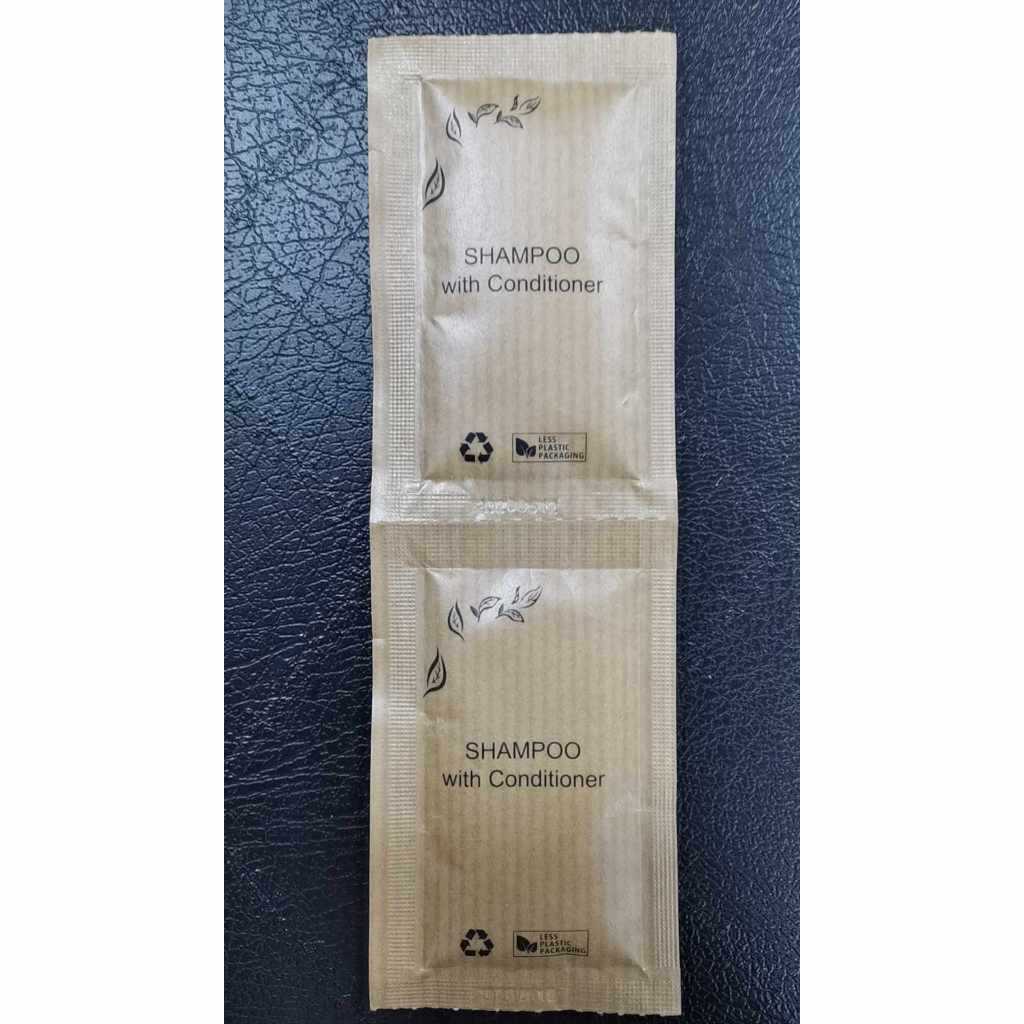 SHAMPOO
with Conditioner
LESS
PLASTIC
PACKAGING
SHAMPOO
with Conditioner
LESS
PLASTIC
PACKAGING